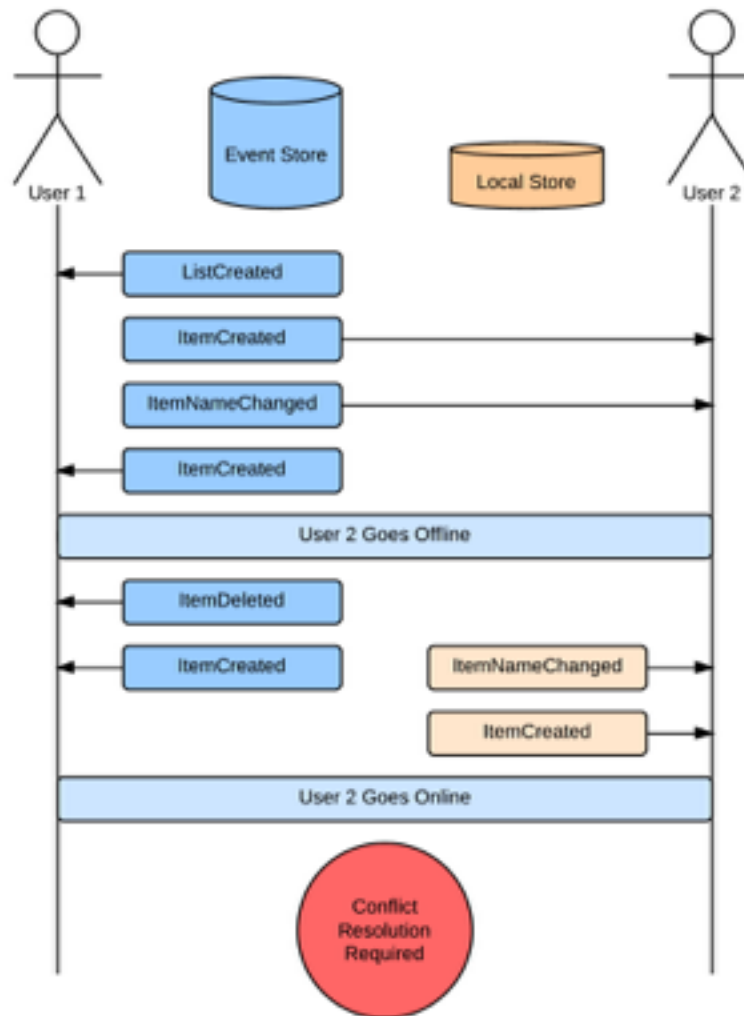 Event Store
Local Store
User 1
User 2
ListCreated
ItemCreated
ItemNameChanged
ItemCreated
User 2 Goes Offline
ItemDeleted
ItemCreated
ItemNameChanged
ItemCreated
User 2 Goes Online
Conflict
Resolution
Required